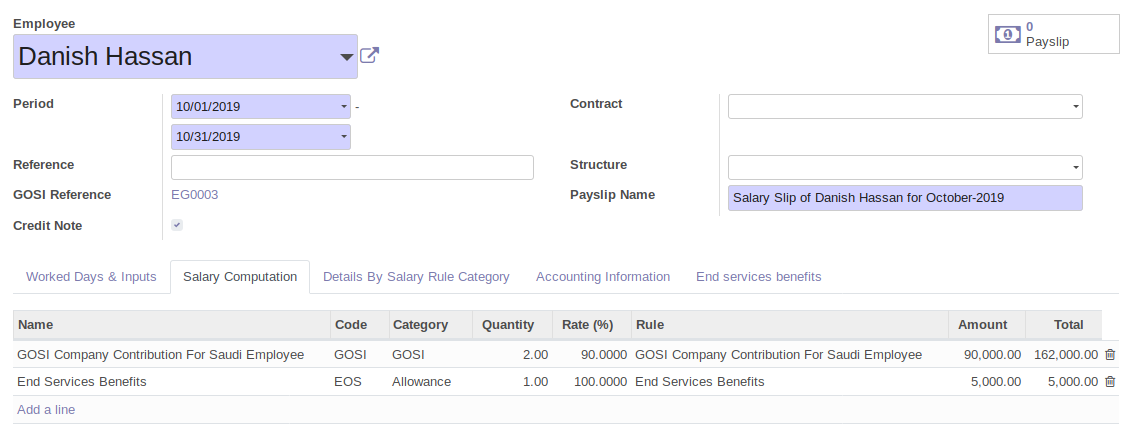 Employee
Danish Hassan
0
Payslip
Period
10/01/2019 -
10/31/2019
Contract
Reference
Structure
GOSI Reference EG0003
Payslip Name Salary Slip of Danish Hassan for October-2019
Credit Note
Worked Days & Inputs Salary Computation Details By Salary Rule Category Accounting Information End services benefits
Name Code Category Quantity Rate (%) Rule Amount Total
GOSI Company Contribution For Saudi Employee GOSI GOSI 2.00 90.0000 GOSI Company Contribution For Saudi Employee 90,000.00 162,000.00
End Services Benefits EOS Allowance 1.00 100.0000 End Services Benefits 5,000.00 5,000.00
Add a line